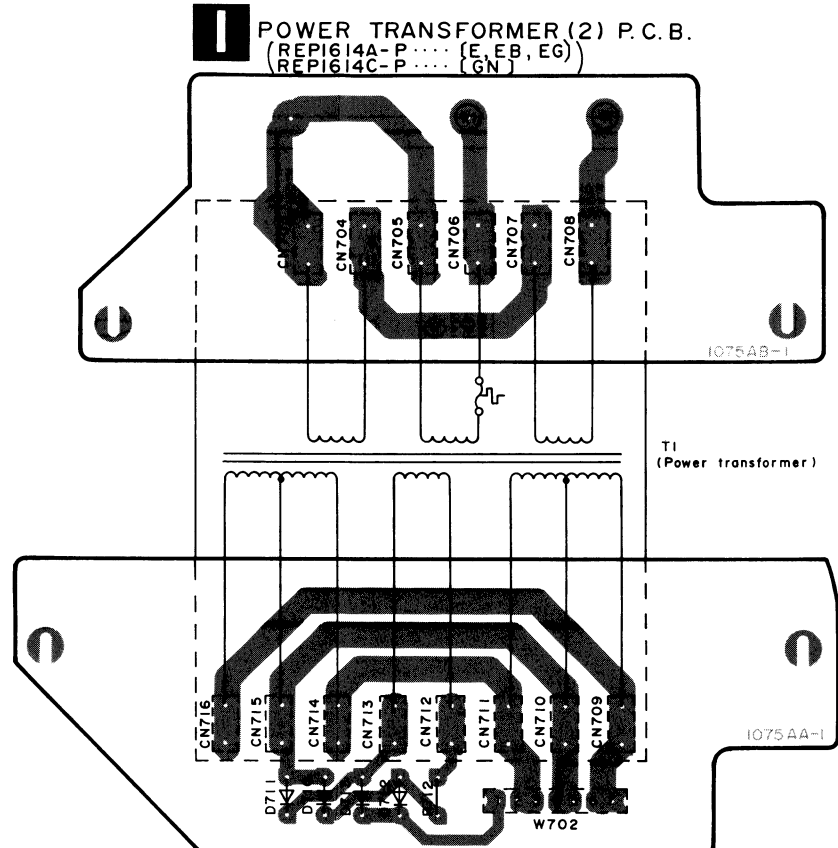 I POWER TRANSFORMER (2) P.C.B.
(REP1614A-P ···· [E, EB, EG])
(REP1614C-P ···· [GN])
CN704
CN705
CN706
CN707
CN708
1075AB-1
T1
(Power transformer)
CN716
CN715
CN714
CN713
CN712
CN711
CN710
CN709
1075AA-1
D711
W702